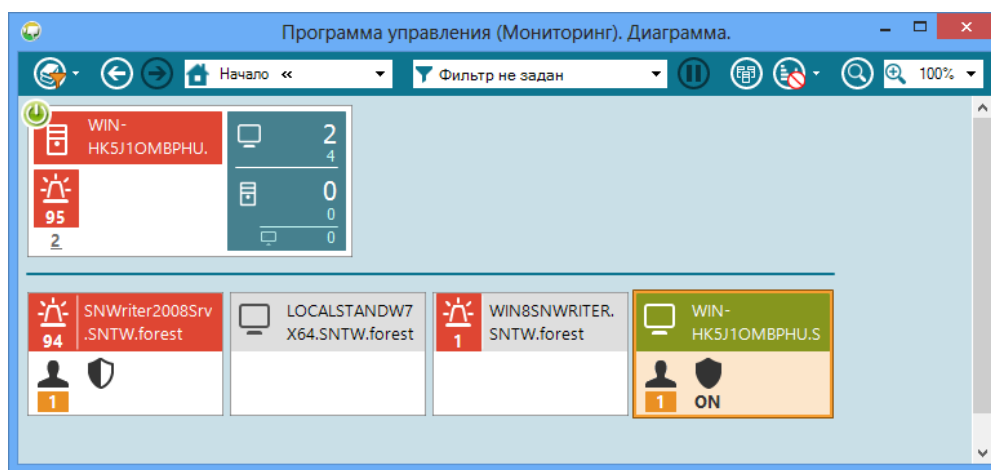 Программа управления (Мониторинг). Диаграмма.
Начало «
Фильтр не задан
100%
WIN-
HK5J1OMBPHU.
95
2
2
4
0
0
0
SNWriter2008Srv
.SNTW.forest
94
1
LOCALSTANDW7
X64.SNTW.forest
WIN8SNWRITER.
SNTW.forest
1
WIN-
HK5J1OMBPHU.S
1
ON